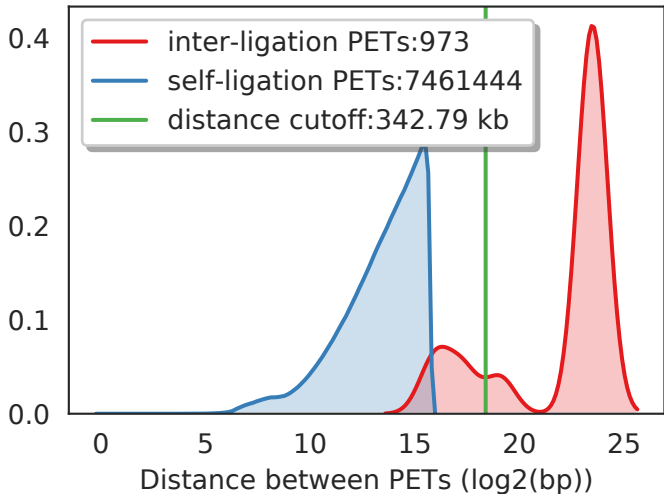 0.4
0.3
0.2
0.1
0.0
inter-ligation PETs:973
self-ligation PETs:7461444
distance cutoff:342.79 kb
0 5 10 15 20 25
Distance between PETs (log2(bp))